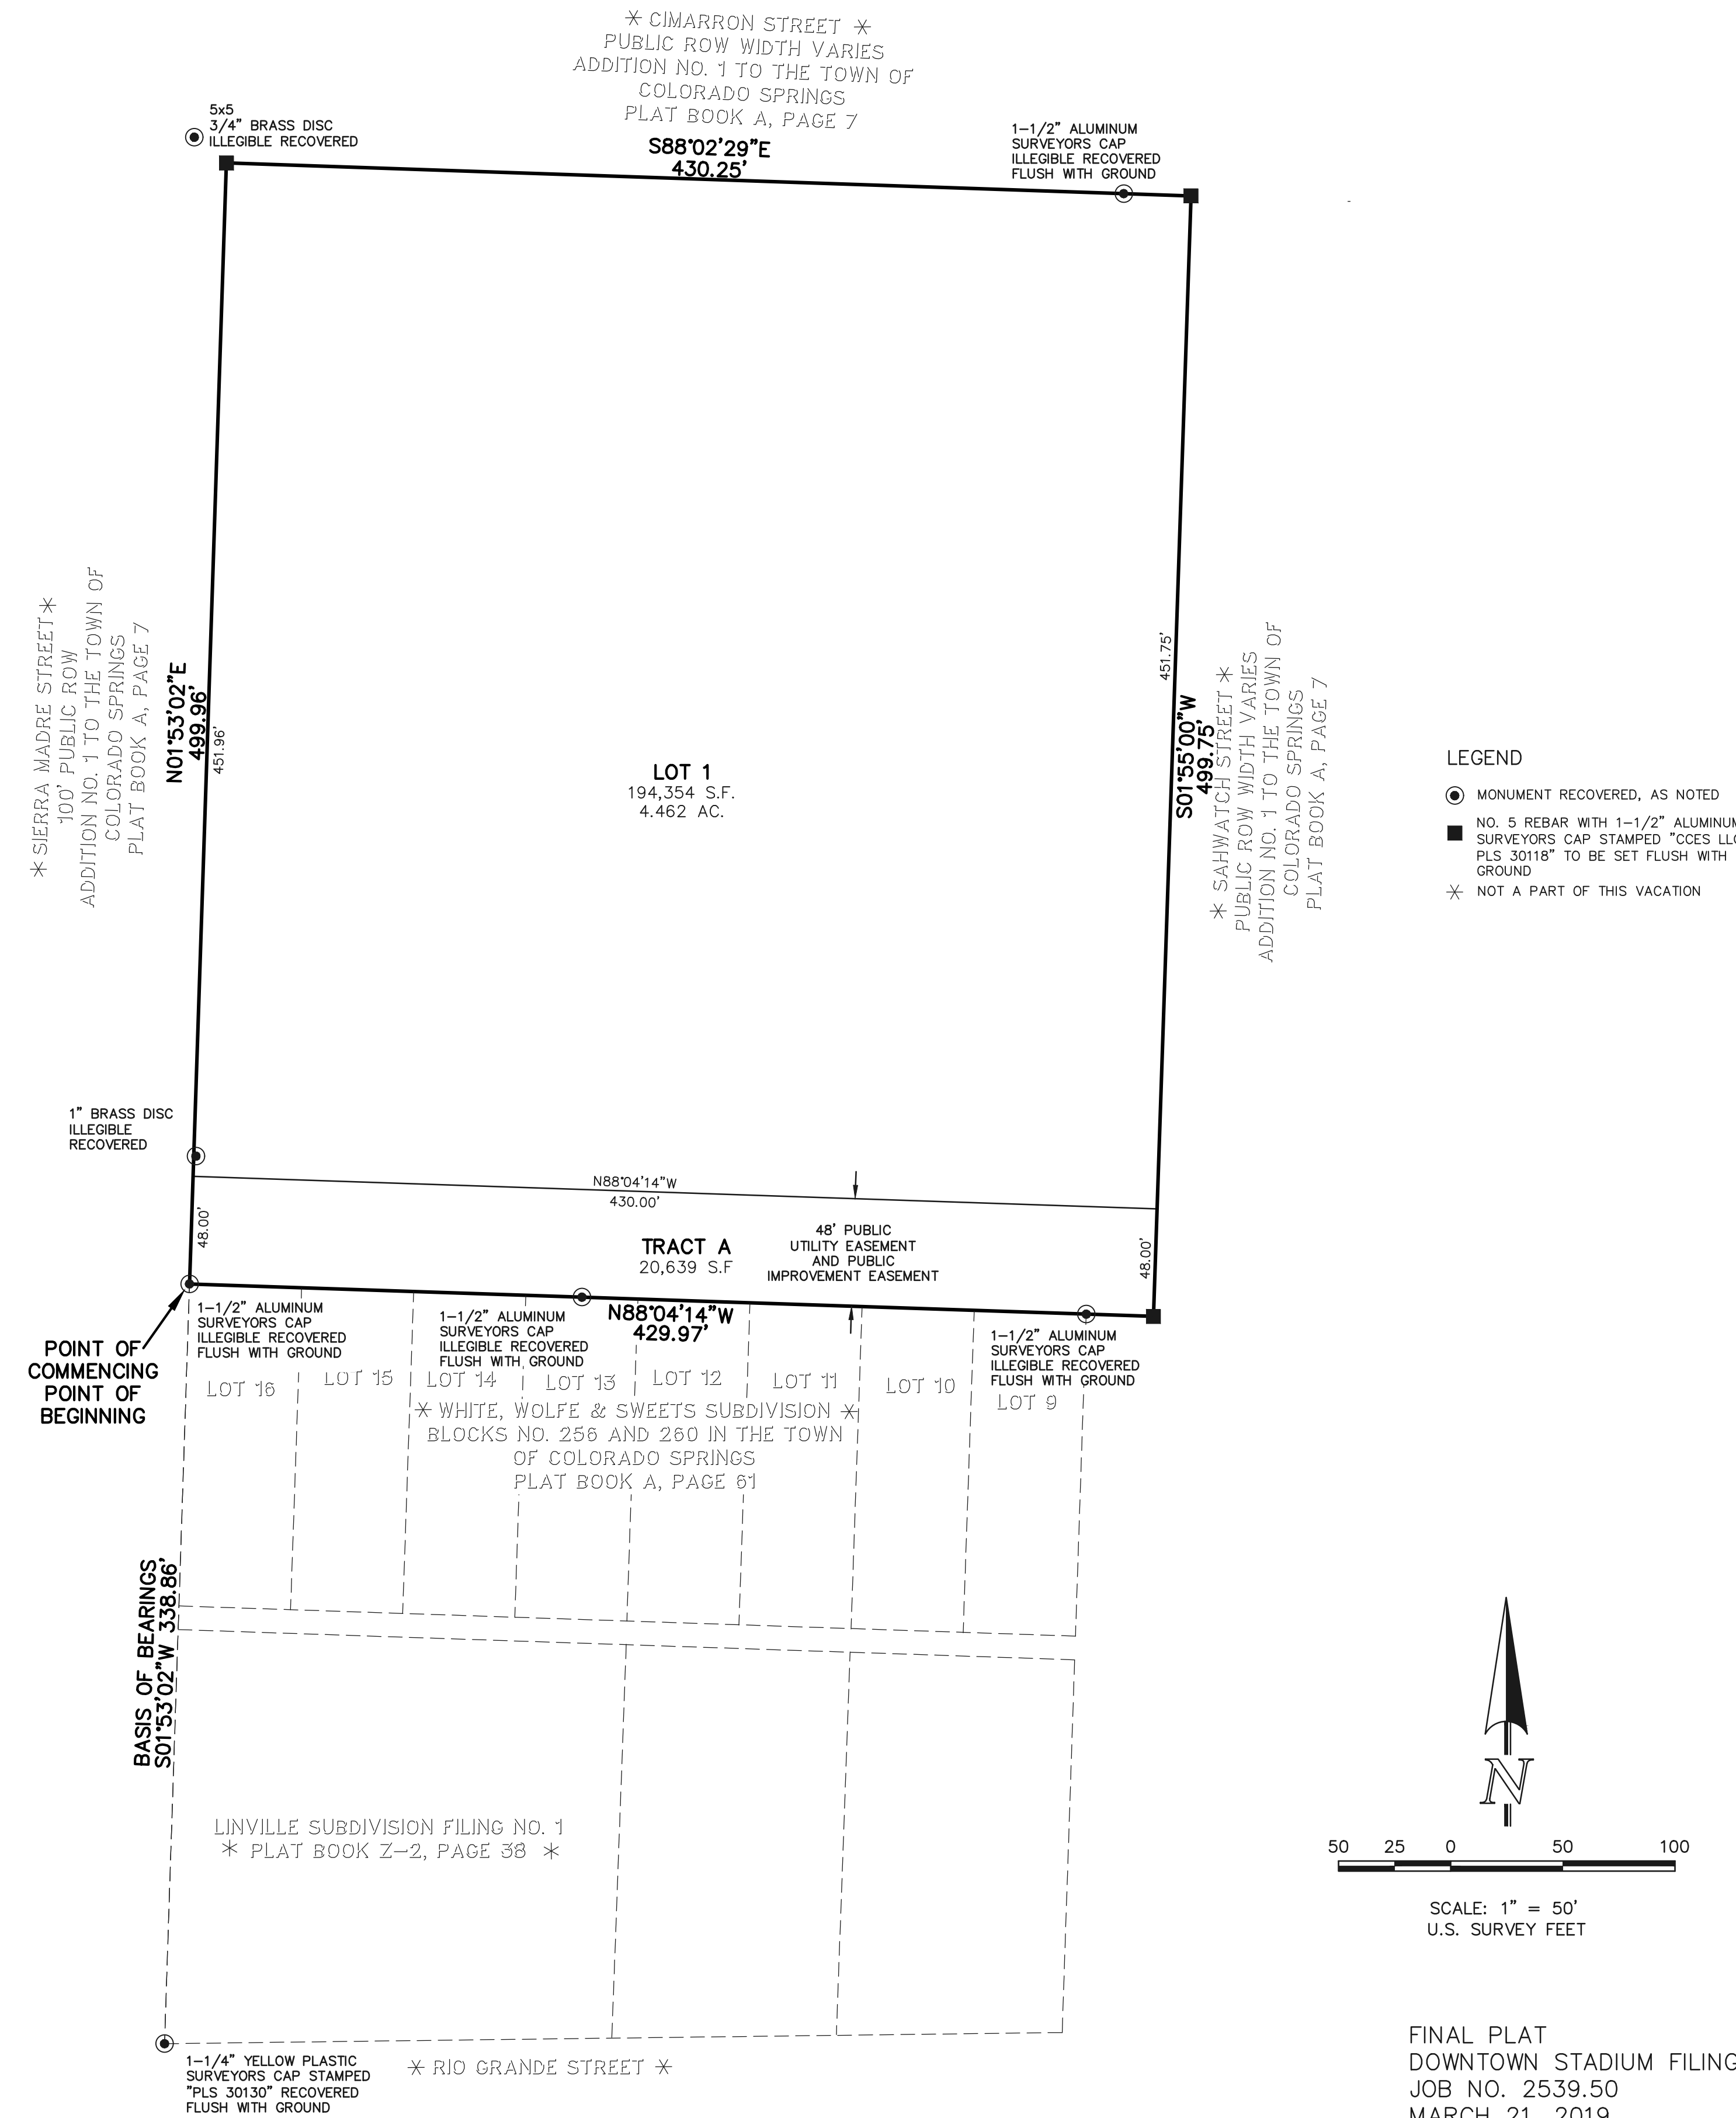 * CIMARRON STREET *
PUBLIC ROW WIDTH VARIES
ADDITION NO. 1 TO THE TOWN OF
COLORADO SPRINGS
PLAT BOOK A, PAGE 7
5x5
3/4" BRASS DISC
ILLEGIBLE RECOVERED
S88°02'29"E
430.25'
1-1/2" ALUMINUM
SURVEYORS CAP
ILLEGIBLE RECOVERED
FLUSH WITH GROUND
* SIERRA MADRE STREET *
100' PUBLIC ROW
ADDITION NO. 1 TO THE TOWN OF
COLORADO SPRINGS
PLAT BOOK A, PAGE 7
N01°53'02"E
499.96'
451.96'
LOT 1
194,354 S.F.
4.462 AC.
451.75'
S01°55'00"W
499.75'
* SAHWATCH STREET *
PUBLIC ROW WIDTH VARIES
ADDITION NO. 1 TO THE TOWN OF
COLORADO SPRINGS
PLAT BOOK A, PAGE 7
LEGEND
MONUMENT RECOVERED, AS NOTED
NO. 5 REBAR WITH 1-1/2" ALUMINUM
SURVEYORS CAP STAMPED "CCES LLC
PLS 30118" TO BE SET FLUSH WITH
GROUND
* NOT A PART OF THIS VACATION
1" BRASS DISC
ILLEGIBLE
RECOVERED
N88°04'14"W
430.00'
48.00'
TRACT A
20,639 S.F
48' PUBLIC
UTILITY EASEMENT
AND PUBLIC
IMPROVEMENT EASEMENT
48.00'
1-1/2" ALUMINUM
SURVEYORS CAP
ILLEGIBLE RECOVERED
FLUSH WITH GROUND
1-1/2" ALUMINUM
SURVEYORS CAP
ILLEGIBLE RECOVERED
FLUSH WITH GROUND
N88°04'14"W
429.97'
1-1/2" ALUMINUM
SURVEYORS CAP
ILLEGIBLE RECOVERED
FLUSH WITH GROUND
POINT OF
COMMENCING
POINT OF
BEGINNING
LOT 16
LOT 15
LOT 14
LOT 13
LOT 12
LOT 11
LOT 10
LOT 9
* WHITE, WOLFE & SWEETS SUBDIVISION *
BLOCKS NO. 256 AND 260 IN THE TOWN
OF COLORADO SPRINGS
PLAT BOOK A, PAGE 61
BASIS OF BEARINGS
S01°53'02"W 338.86'
LINVILLE SUBDIVISION FILING NO. 1
* PLAT BOOK Z-2, PAGE 38 *
N
50 25 0 50 100
SCALE: 1" = 50'
U.S. SURVEY FEET
* RIO GRANDE STREET *
1-1/4" YELLOW PLASTIC
SURVEYORS CAP STAMPED
"PLS 30130" RECOVERED
FLUSH WITH GROUND
FINAL PLAT
DOWNTOWN STADIUM FILING
JOB NO. 2539.50
MARCH 21, 2019